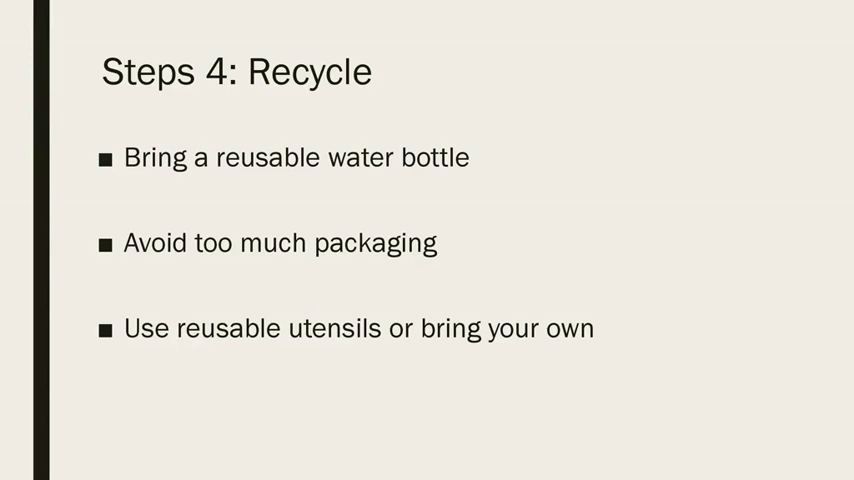 Steps 4: Recycle
Bring a reusable water bottle
Avoid too much packaging
Use reusable utensils or bring your own